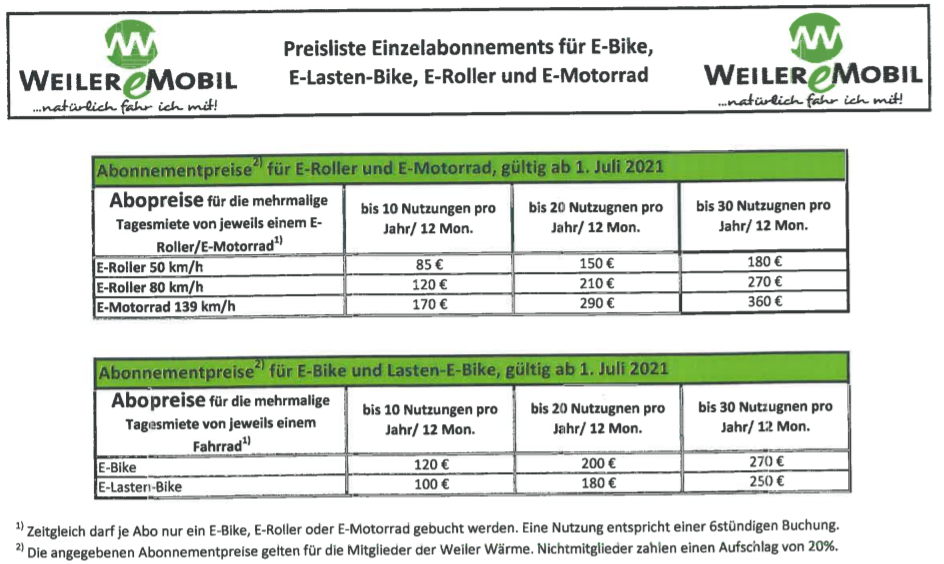 WEILEReMOBIL
...natürlich fahr ich mit!
Preisliste Einzelabonnements für E-Bike,
E-Lasten-Bike, E-Roller und E-Motorrad
WEILEReMOBIL
...natürlich fahr ich mit!
Abonnementpreise2) für E-Roller und E-Motorrad, gültig ab 1. Juli 2021
Abopreise für die mehrmalige
Tagesmiete von jeweils einem E-
Roller/E-Motorrad1)
bis 10 Nutzungen pro
Jahr/ 12 Mon.
bis 20 Nutzugnen pro
Jahr/ 12 Mon.
bis 30 Nutzugnen pro
Jahr/ 12 Mon.
E-Roller 50 km/h 85 € 150 € 180 €
E-Roller 80 km/h 120 € 210 € 270 €
E-Motorrad 139 km/h 170 € 290 € 360 €
Abonnementpreise2) für E-Bike und Lasten-E-Bike, gültig ab 1. Juli 2021
Abopreise für die mehrmalige
Tagesmiete von jeweils einem
Fahrrad1)
bis 10 Nutzungen pro
Jahr/ 12 Mon.
bis 20 Nutzugnen pro
Jahr/ 12 Mon.
bis 30 Nutzugnen pro
Jahr/ 12 Mon.
E-Bike 120 € 200 € 270 €
E-Lasten-Bike 100 € 180 € 250 €
1) Zeitgleich darf je Abo nur ein E-Bike, E-Roller oder E-Motorrad gebucht werden. Eine Nutzung entspricht einer 6stündigen Buchung.
2) Die angegebenen Abonnementpreise gelten für die Mitglieder der Weiler Wärme. Nichtmitglieder zahlen einen Aufschlag von 20%.